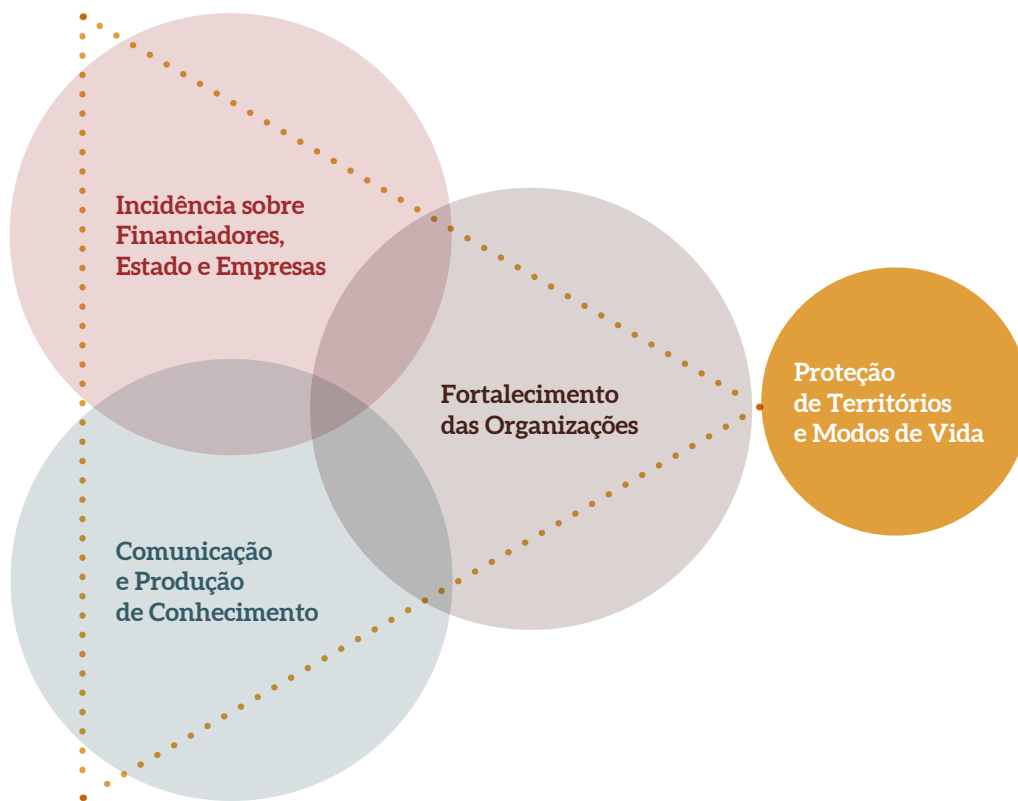 Incidência sobre
Financiadores,
Estado e Empresas
Fortalecimento
das Organizações
Proteção
de Territórios
e Modos de Vida
Comunicação
e Produção
de Conhecimento